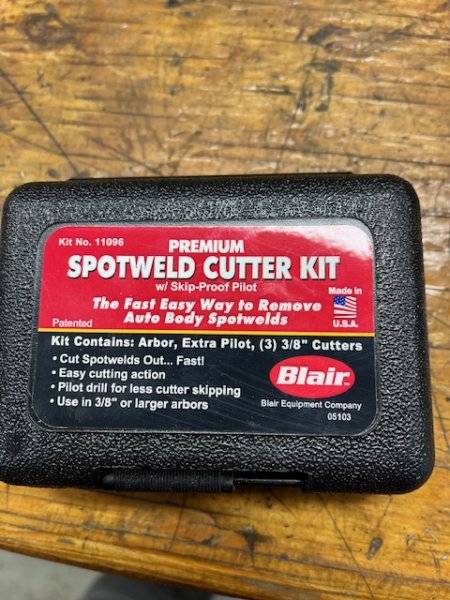 Kit No. 11096
PREMIUM
SPOTWELD CUTTER KIT
w/ Skip-Proof Pilot
Made in
U.S.A.
The Fast Easy Way to Remove
Auto Body Spotwelds
Patented
Kit Contains: Arbor, Extra Pilot, (3) 3/8" Cutters
• Cut Spotwelds Out... Fast!
• Easy cutting action
• Pilot drill for less cutter skipping
• Use in 3/8" or larger arbors
Blair
Blair Equipment Company
05103